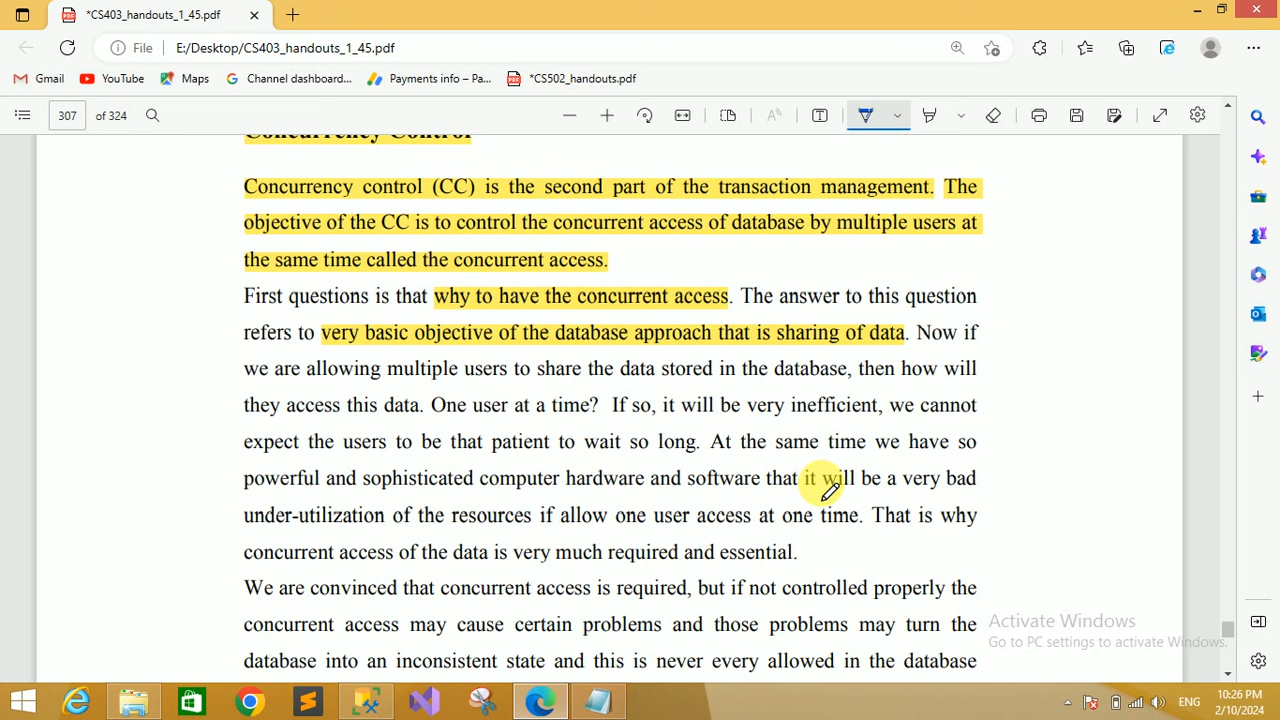 *CS403_handouts_1_45.pdf
File E:/Desktop/CS403_handouts_1_45.pdf
Gmail YouTube Maps Channel dashboard... Payments info – Pa... *CS502_handouts.pdf
307 of 324
Concurrency Control
Concurrency control (CC) is the second part of the transaction management. The
objective of the CC is to control the concurrent access of database by multiple users at
the same time called the concurrent access.
First questions is that why to have the concurrent access. The answer to this question
refers to very basic objective of the database approach that is sharing of data. Now if
we are allowing multiple users to share the data stored in the database, then how will
they access this data. One user at a time? If so, it will be very inefficient, we cannot
expect the users to be that patient to wait so long. At the same time we have so
powerful and sophisticated computer hardware and software that it will be a very bad
under-utilization of the resources if allow one user access at one time. That is why
concurrent access of the data is very much required and essential.
We are convinced that concurrent access is required, but if not controlled properly the
concurrent access may cause certain problems and those problems may turn the
database into an inconsistent state and this is never every allowed in the database
Activate Windows
Go to PC settings to activate Windows.
ENG
10:26 PM
2/10/2024